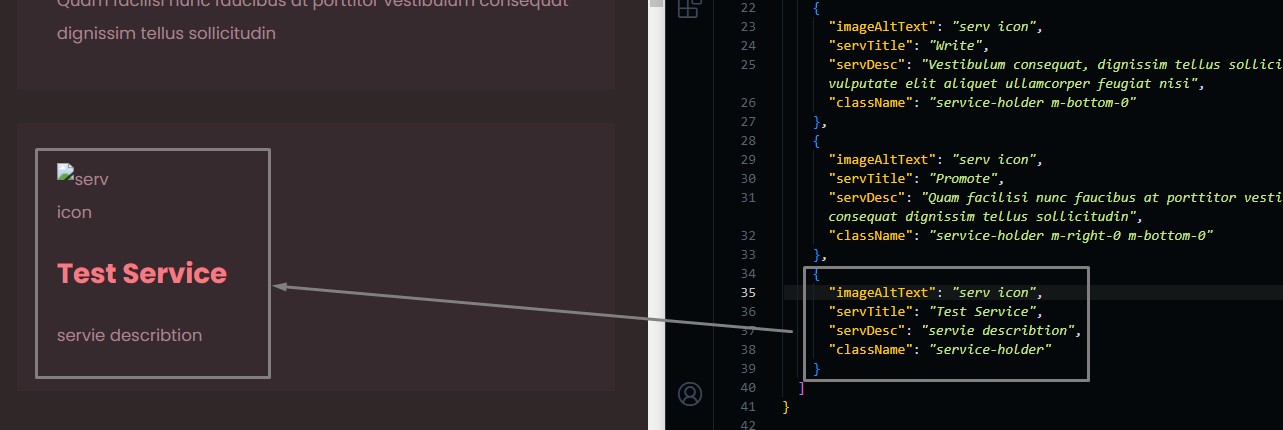 Quam facilisi nunc faucibus at porttitor vestibulum consequat
dignissim tellus sollicitudin
serv
icon
Test Service
servie describtion
22 {
23 "imageAltText": "serv icon",
24 "servTitle": "Write",
25 "servDesc": "Vestibulum consequat, dignissim tellus
vulputate elit aliquet ullamcorper feugiat nisi",
26 "className": "service-holder m-bottom-0"
27 },
28 {
29 "imageAltText": "serv icon",
30 "servTitle": "Promote",
31 "servDesc": "Quam facilisi nunc faucibus at porttitor
consequat dignissim tellus sollicitudin",
32 "className": "service-holder m-right-0 m-bottom-0"
33 },
34 {
35 "imageAltText": "serv icon",
36 "servTitle": "Test Service",
37 "servDesc": "servie describtion",
38 "className": "service-holder"
39 }
40 ]
41 }
42